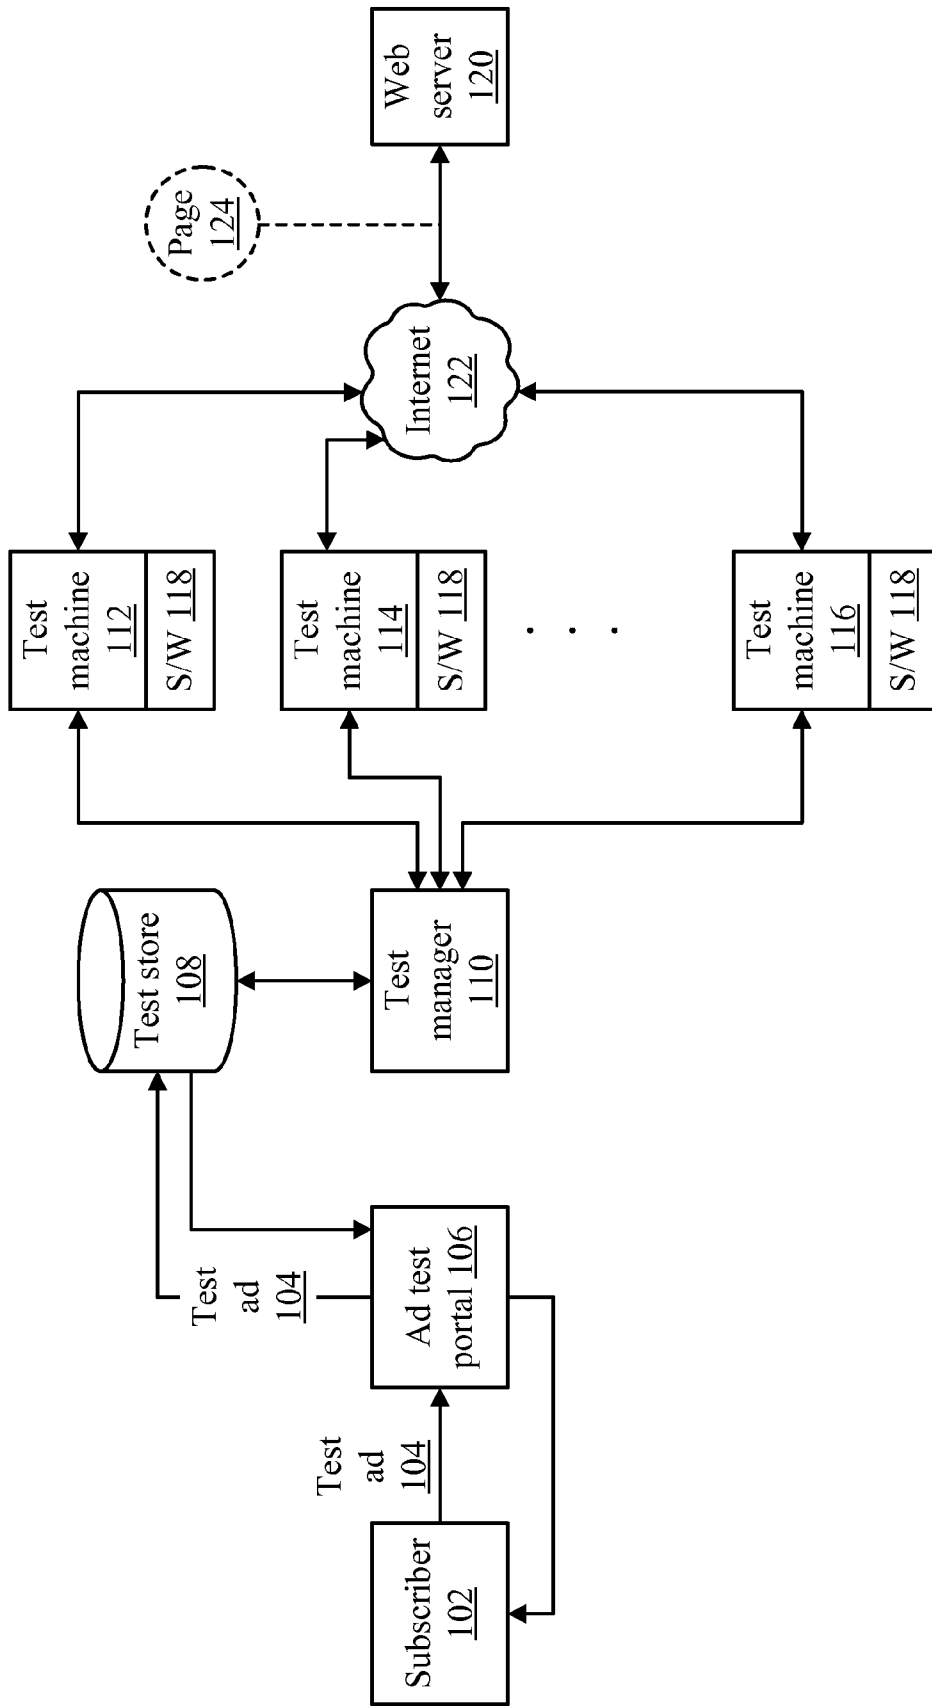 Subscriber
102
Test
ad
104
Ad test
portal 106
Test
ad
104
Test store
108
Test
manager
110
Test
machine
112
S/W 118
Test
machine
114
S/W 118
. . .
Test
machine
116
S/W 118
Internet
122
Page
124
Web
server
120